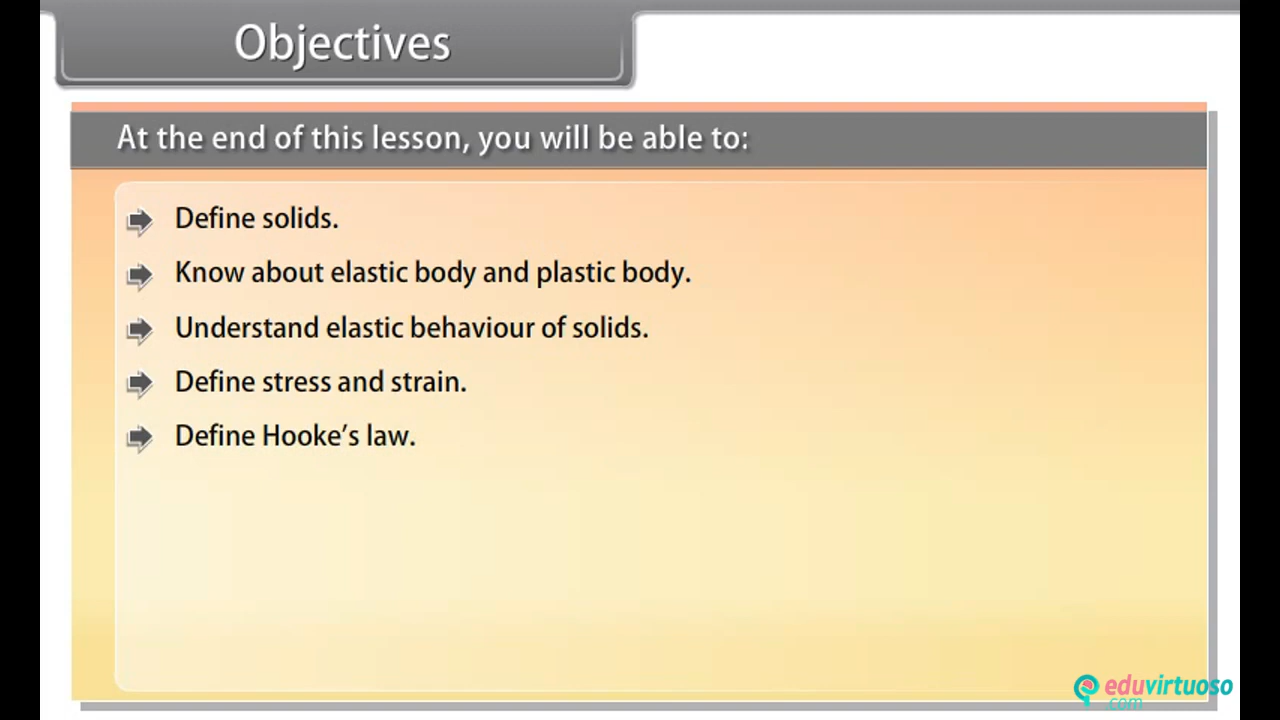 Objectives
At the end of this lesson, you will be able to:
Define solids.
Know about elastic body and plastic body.
Understand elastic behaviour of solids.
Define stress and strain.
Define Hooke’s law.
eduvirtuoso
.com